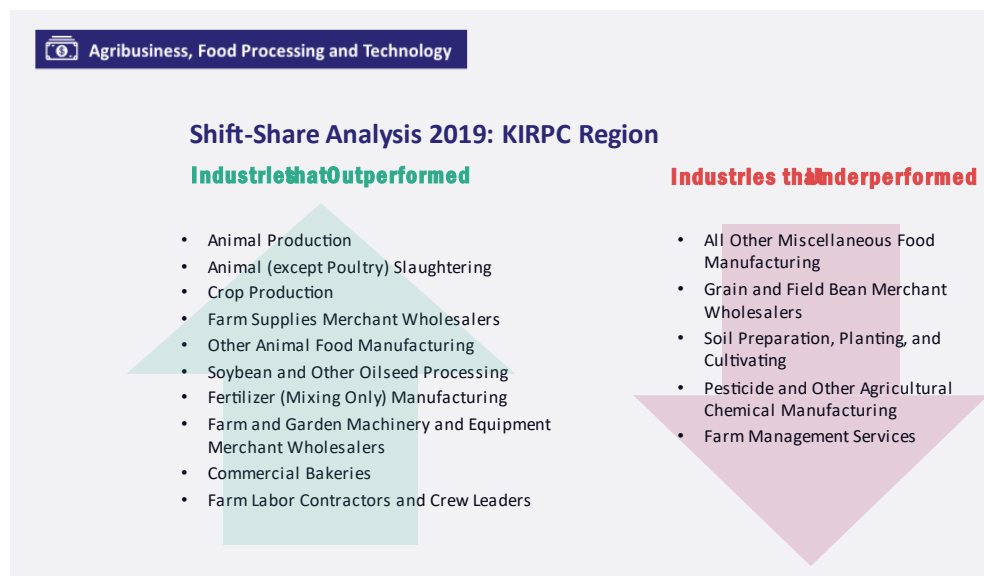 Agribusiness, Food Processing and Technology
Shift-Share Analysis 2019: KIRPC Region
Industries that Outperformed
• Animal Production
• Animal (except Poultry) Slaughtering
• Crop Production
• Farm Supplies Merchant Wholesalers
• Other Animal Food Manufacturing
• Soybean and Other Oilseed Processing
• Fertilizer (Mixing Only) Manufacturing
• Farm and Garden Machinery and Equipment
Merchant Wholesalers
• Commercial Bakeries
• Farm Labor Contractors and Crew Leaders
Industries that Underperformed
• All Other Miscellaneous Food
Manufacturing
• Grain and Field Bean Merchant
Wholesalers
• Soil Preparation, Planting, and
Cultivating
• Pesticide and Other Agricultural
Chemical Manufacturing
• Farm Management Services